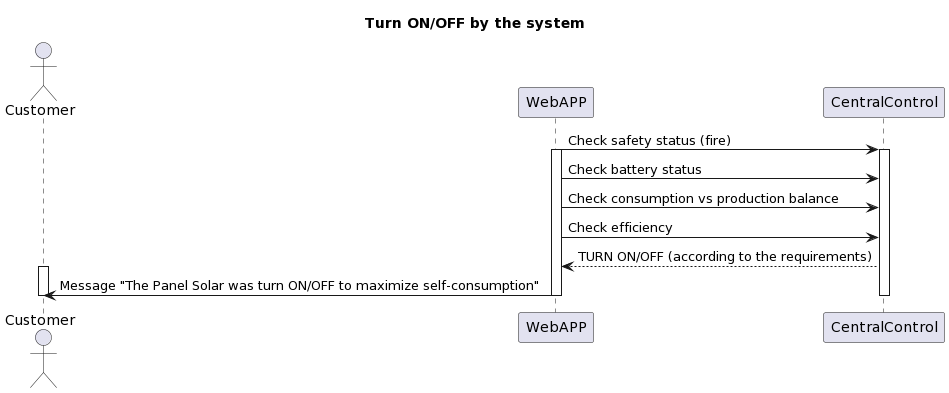 Turn ON/OFF by the system
Customer
WebAPP
CentralControl
Check safety status (fire)
Check battery status
Check consumption vs production balance
Check efficiency
TURN ON/OFF (according to the requirements)
Message "The Panel Solar was turn ON/OFF to maximize self-consumption"
Customer
WebAPP
CentralControl